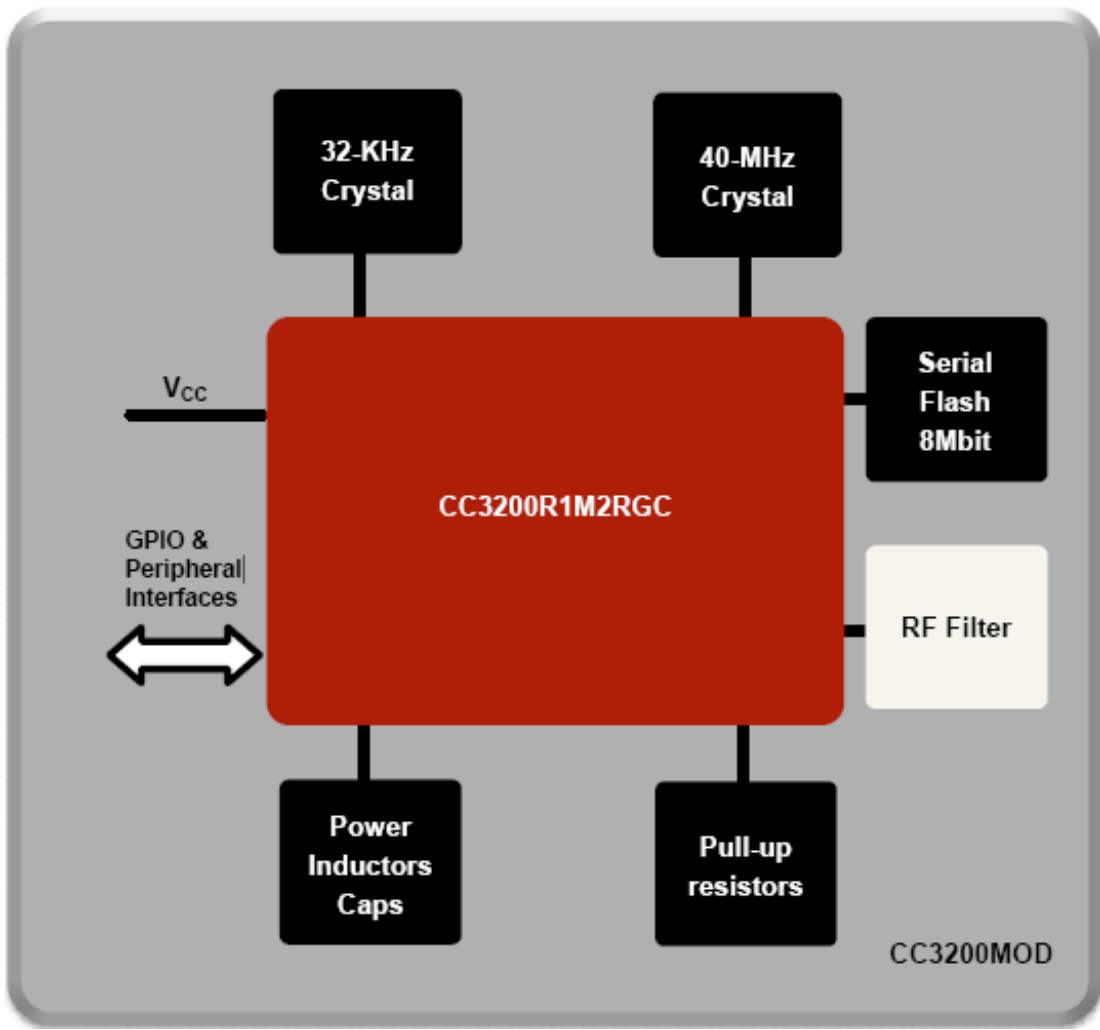 32-KHz
Crystal
40-MHz
Crystal
Serial
Flash
8Mbit
VCC
CC3200R1M2RGC
GPIO &
Peripheral
Interfaces
RF Filter
Power
Inductors
Caps
Pull-up
resistors
CC3200MOD